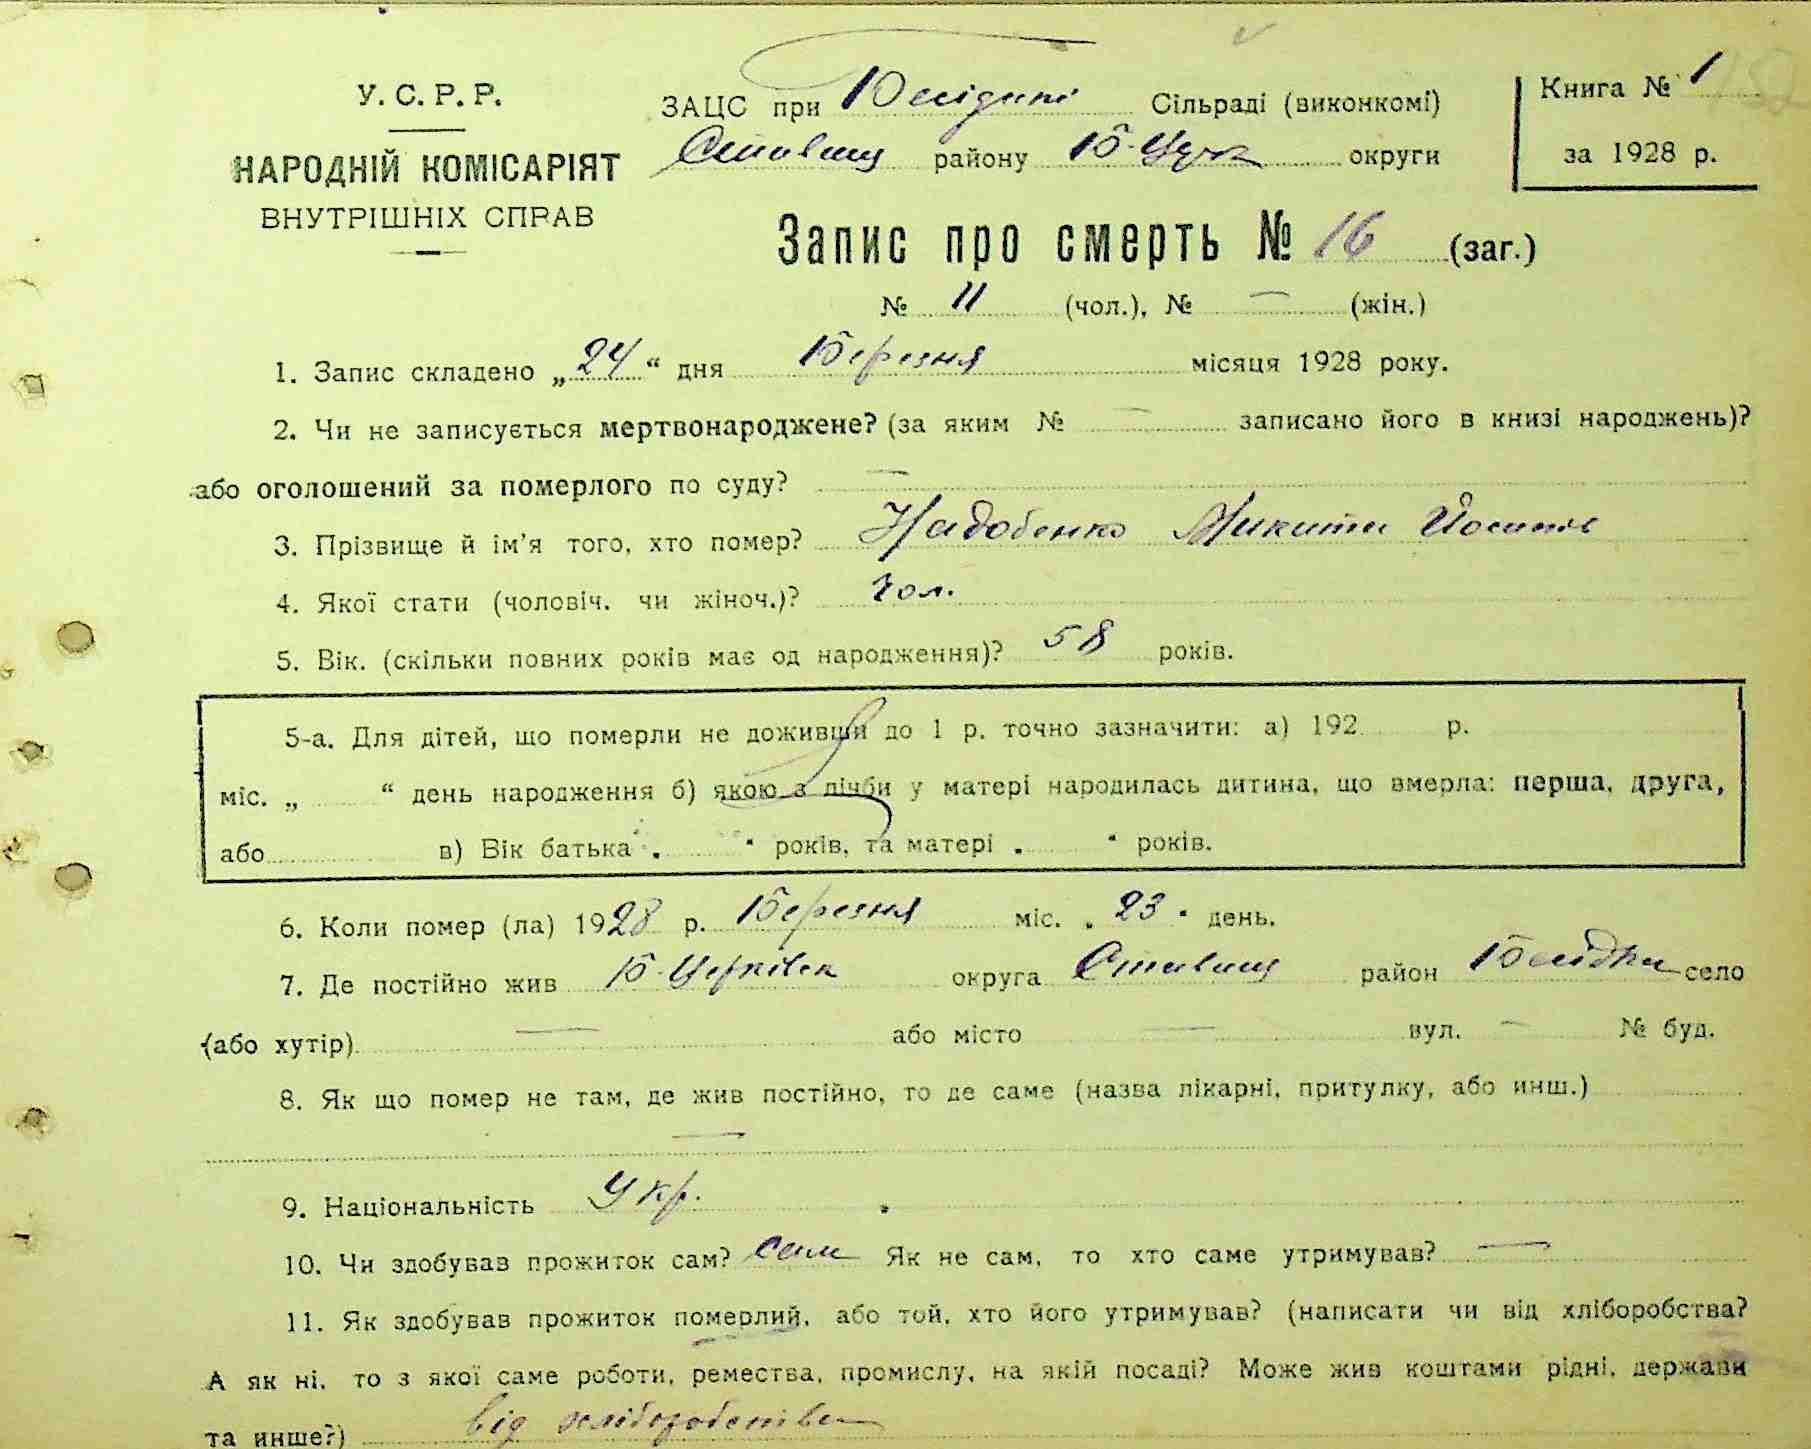 У.С.Р.Р.
НАРОДНІЙ КОМІСАРІЯТ
ВНУТРІШНІХ СПРАВ
ЗАЦС при Сільраді (виконкомі)
Ставищ району Б-Церк округи
Книга № 1
за 1928 р.
Запис про смерть № 16 (заг.)
№ 11 (чол.), № — (жін.)
1. Запис складено „24“ дня Березня місяця 1928 року.
2. Чи не записується мертвонароджене? (за яким № — записано його в книзі народжень)?
або оголошений за померлого по суду? —
3. Прізвище й ім'я того, хто помер? Надобенко Микита Йосипів
4. Якої стати (чоловіч. чи жіноч.)? чол.
5. Вік. (скільки повних років має од народження)? 58 років.
5-а. Для дітей, що померли не доживши до 1 р. точно зазначити: а) 192 р.
міс. „ “ день народження б) якою з лічби у матері народилась дитина, що вмерла: перша, друга,
або в) Вік батька „ “ років, та матері „ “ років.
6. Коли помер (ла) 1928 р. Березня міс. „23“ день.
7. Де постійно жив Б-Церківськ округа Ставищ район село
(або хутір) — або місто — вул. — № буд.
8. Як що помер не там, де жив постійно, то де саме (назва лікарні, притулку, або инш.)
—
9. Національність Укр.
10. Чи здобував прожиток сам? сам Як не сам, то хто саме утримував? —
11. Як здобував прожиток померлий, або той, хто його утримував? (написати чи від хліборобства?
А як ні, то з якої саме роботи, ремества, промислу, на якій посаді? Може жив коштами рідні, держави
та инше?) від хліборобства